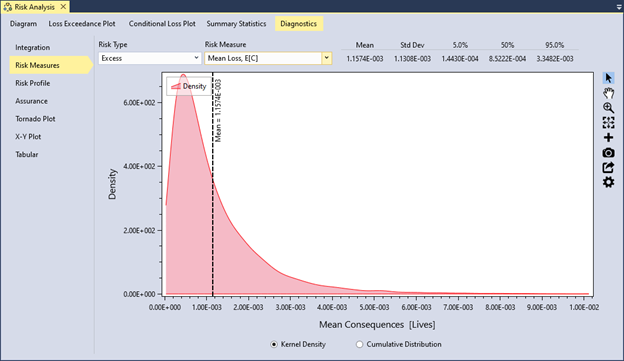 Risk Analysis
Diagram Loss Exceedance Plot Conditional Loss Plot Summary Statistics Diagnostics
Integration
Risk Measures
Risk Profile
Assurance
Tornado Plot
X-Y Plot
Tabular
Risk Type Risk Measure
Excess Mean Loss, E[C]
Mean Std Dev 5.0% 50% 95.0%
1.1574E-003 1.1308E-003 1.4430E-004 8.5222E-004 3.3482E-003
Density
Mean = 1.1574E-003
Density
6.00E+002
4.00E+002
2.00E+002
0.00E+000
0.00E+000 1.00E-003 2.00E-003 3.00E-003 4.00E-003 5.00E-003 6.00E-003 7.00E-003 8.00E-003 9.00E-003 1.00E-002
Mean Consequences [Lives]
Kernel Density Cumulative Distribution